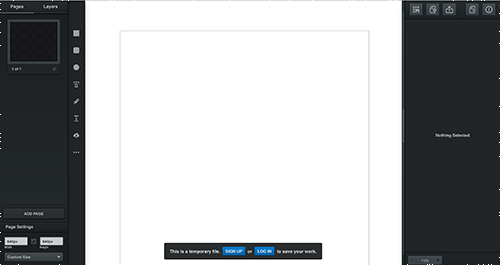 Pages Layers
1 of 1
Nothing Selected
ADD PAGE
Page Settings
640px 640px
Width Height
Custom Size
This is a temporary file. SIGN UP or LOG IN to save your work.